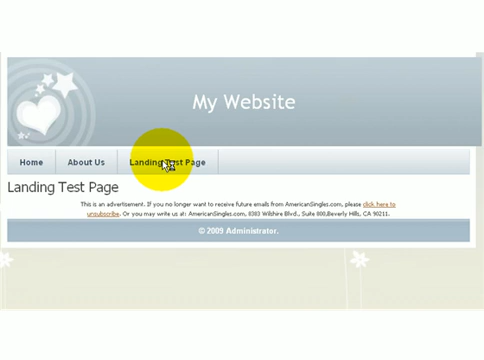 My Website
Home About Us Landing Test Page
Landing Test Page
This is an advertisement. If you no longer want to receive future emails from AmericanSingles.com, please click here to
unsubscribe. Or you may write us at: AmericanSingles.com, 8383 Wilshire Blvd., Suite 800,Beverly Hills, CA 90211.
© 2009 Administrator.